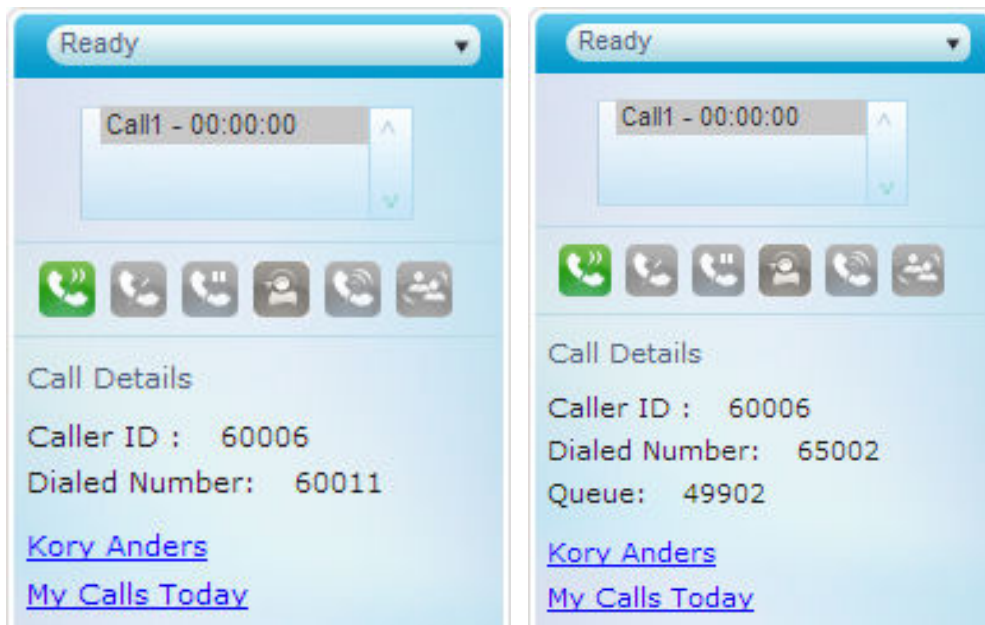 Ready
Call1 - 00:00:00
Call Details
Caller ID : 60006
Dialed Number: 60011
Kory Anders
My Calls Today
Ready
Call1 - 00:00:00
Call Details
Caller ID : 60006
Dialed Number: 65002
Queue: 49902
Kory Anders
My Calls Today